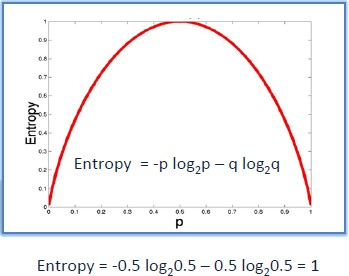 1
0.9
0.8
0.7
0.6
0.5
0.4
0.3
0.2
0.1
0
Entropy
Entropy = -p log₂p – q log₂q
0 0.1 0.2 0.3 0.4 0.5 0.6 0.7 0.8 0.9 1
p
Entropy = -0.5 log₂0.5 – 0.5 log₂0.5 = 1